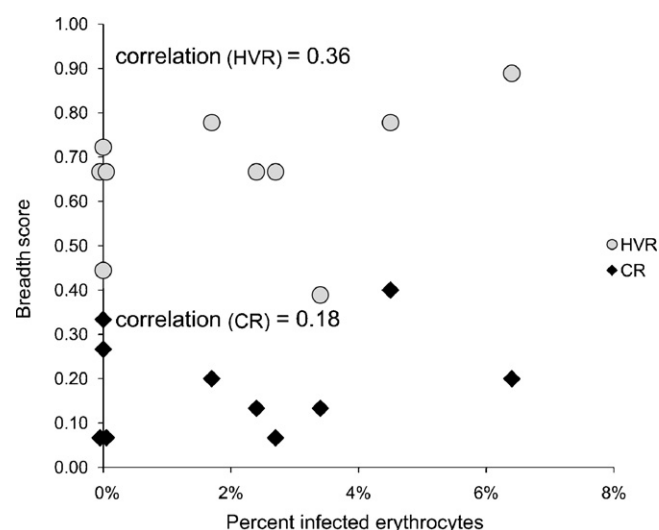 1.00
correlation (HVR) = 0.36
0.90
0.80
0.70
0.60
0.50
HVR
CR
0.40
correlation (CR) = 0.18
0.30
0.20
0.10
0.00
0% 2% 4% 6% 8%
Percent infected erythrocytes
Breadth score